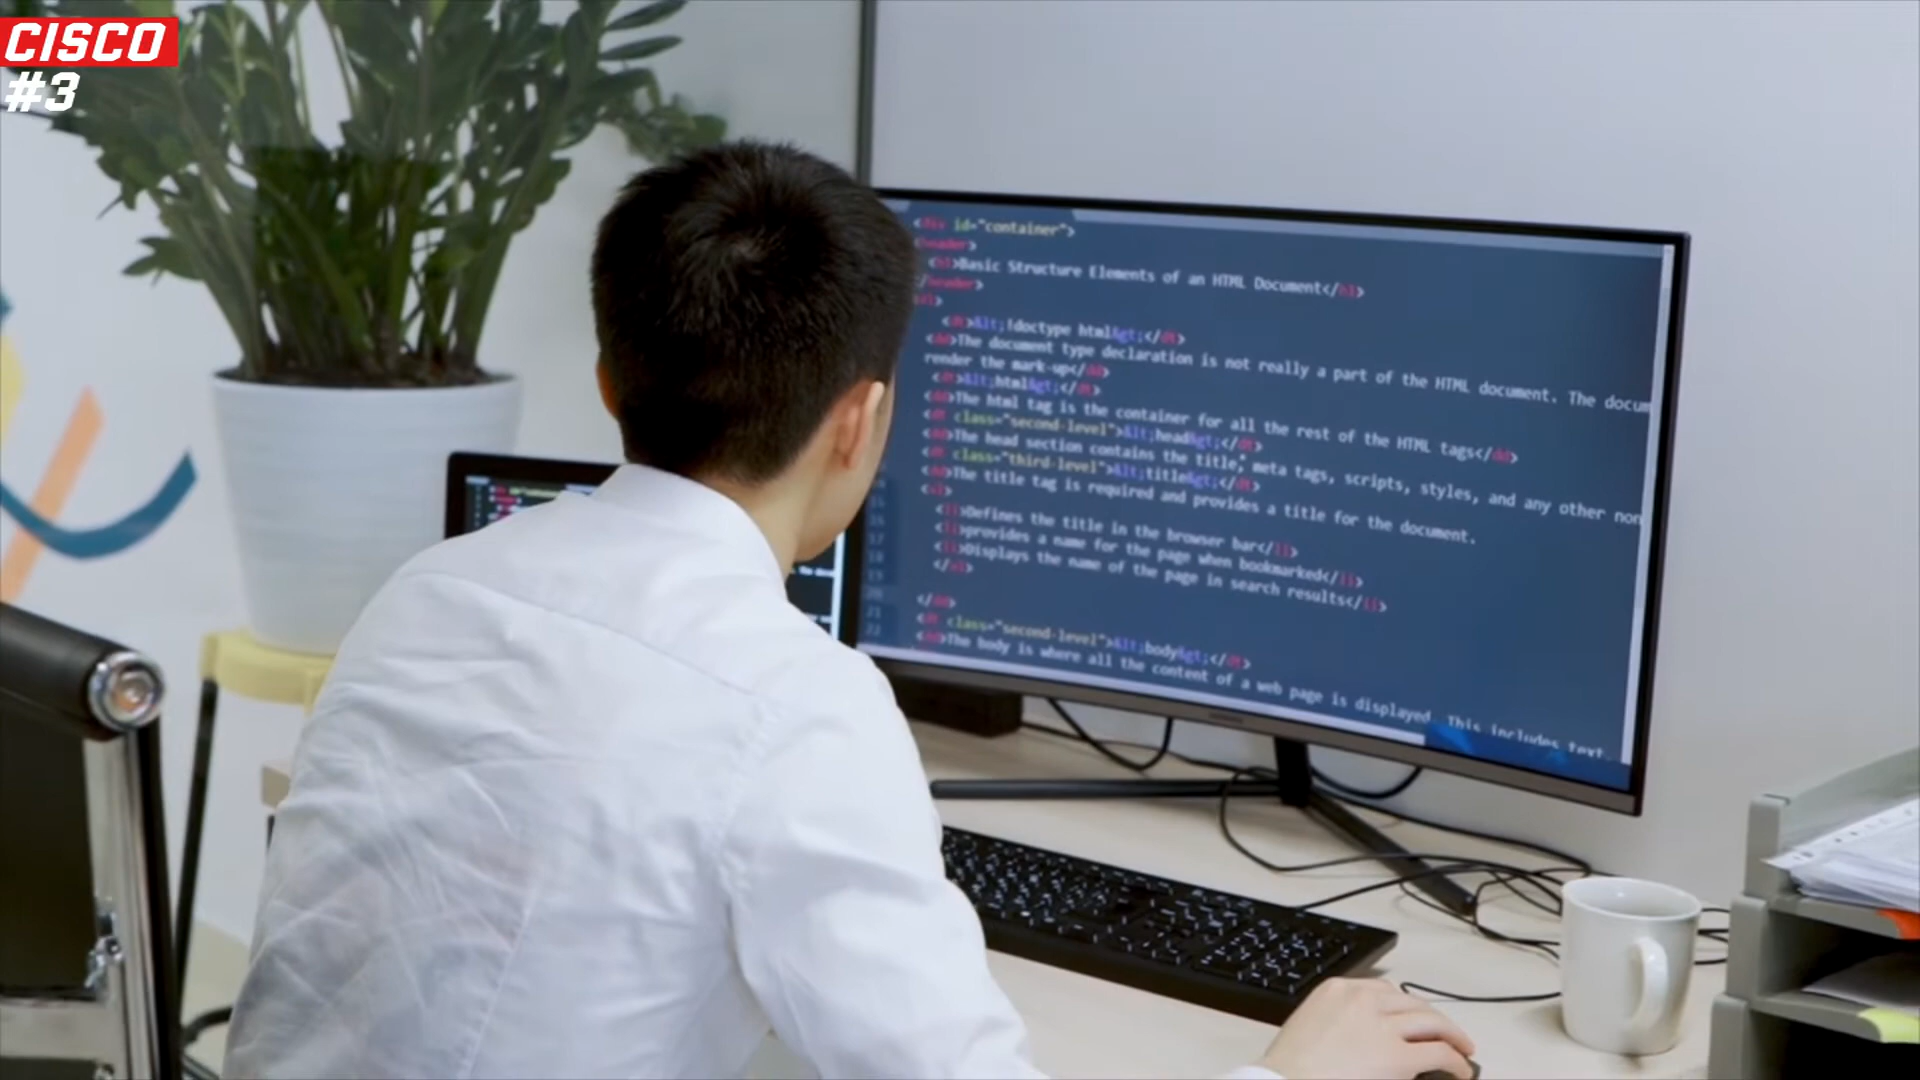 CISCO
#3
<div id="container">
<header>
<h1>Basic Structure Elements of an HTML Document</h1>
</header>
<dt>&lt;!doctype html&gt;</dt>
<dd>The document type declaration is not really a part of the HTML document. The docum
render the mark-up</dd>
<dt>&lt;html&gt;</dt>
<dd>The html tag is the container for all the rest of the HTML tags</dd>
<dt class="second-level">&lt;head&gt;</dt>
<dd>The head section contains the title, meta tags, scripts, styles, and any other non
<dt class="third-level">&lt;title&gt;</dt>
<dd>The title tag is required and provides a title for the document.
<ul>
<li>Defines the title in the browser bar</li>
17 <li>provides a name for the page when bookmarked</li>
18 <li>Displays the name of the page in search results</li>
19 </ul>
20
21 </dd>
22 <dt class="second-level">&lt;body&gt;</dt>
<dd>The body is where all the content of a web page is displayed. This includes text,